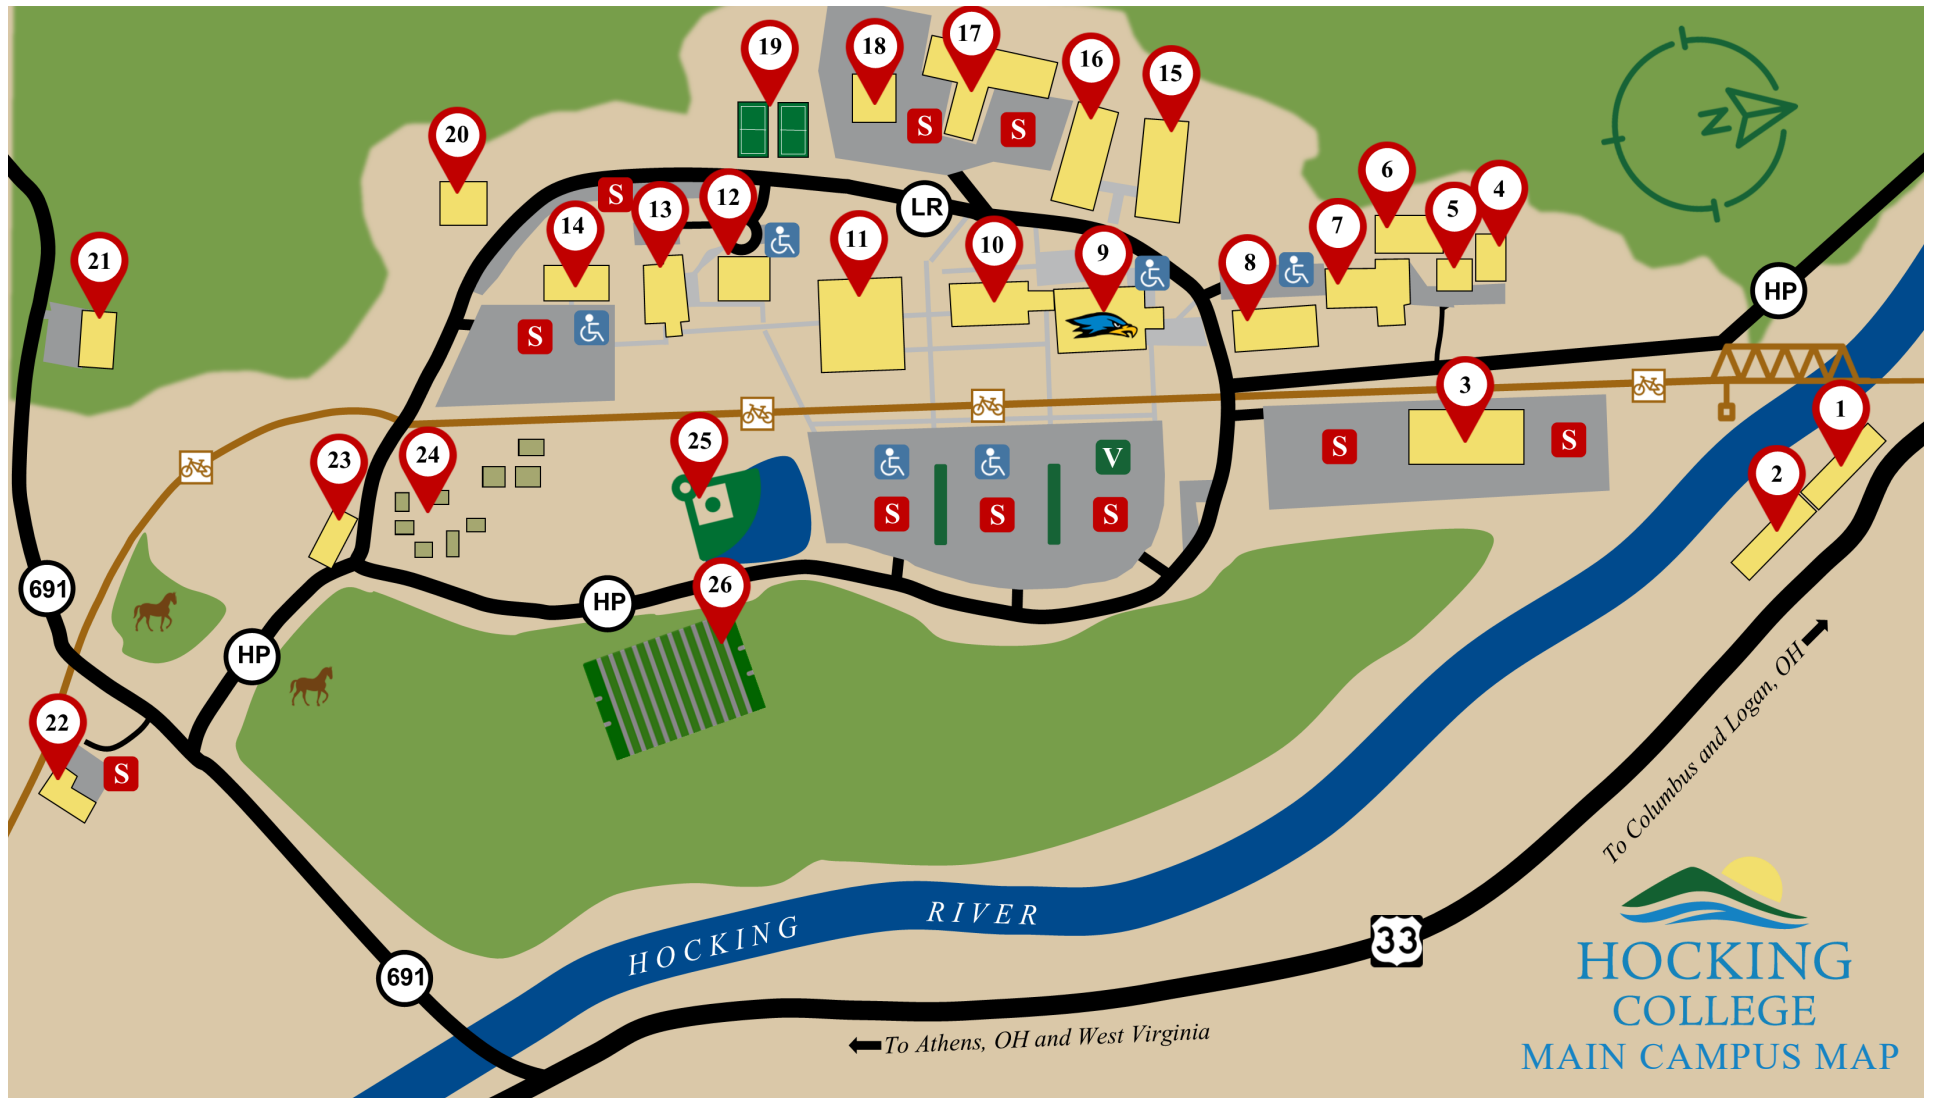 17
18
19
16
15
20
6
4
12
5
S
S
13
S
LR
14
7
11
10
9
8
21
N
HP
S
3
S
S
1
25
V
24
23
2
S
S
S
26
691
HP
HP
22
S
To Columbus and Logan, OH
HOCKING RIVER
33
691
To Athens, OH and West Virginia
HOCKING
COLLEGE
MAIN CAMPUS MAP